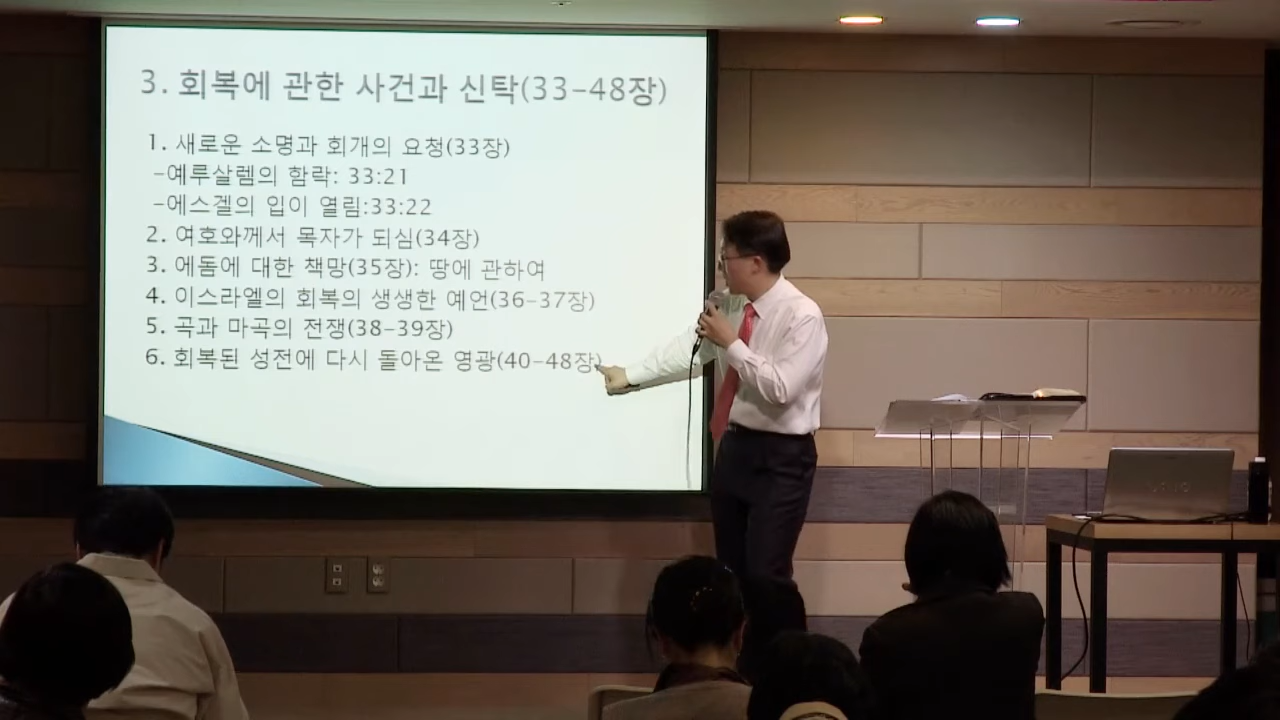 3. 회복에 관한 사건과 신탁(33-48장)
1. 새로운 소명과 회개의 요청(33장)
-예루살렘의 함락: 33:21
-에스겔의 입이 열림:33:22
2. 여호와께서 목자가 되심(34장)
3. 에돔에 대한 책망(35장): 땅에 관하여
4. 이스라엘의 회복의 생생한 예언(36-37장)
5. 곡과 마곡의 전쟁(38-39장)
6. 회복된 성전에 다시 돌아온 영광(40-48장)
VAIO